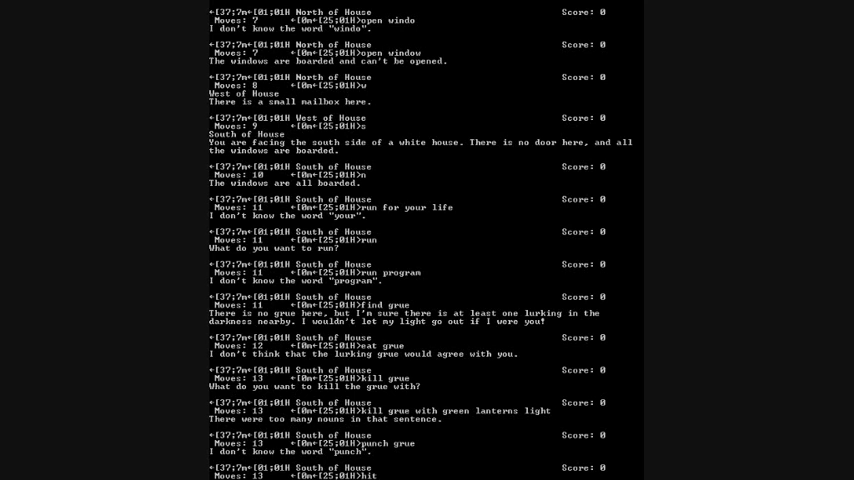 ←[37;7m←[01;01H North of House Score: 0
Moves: 7 ←[0m←[25;01H>open windo
I don't know the word "windo".
←[37;7m←[01;01H North of House Score: 0
Moves: 7 ←[0m←[25;01H>open window
The windows are boarded and can't be opened.
←[37;7m←[01;01H North of House Score: 0
Moves: 8 ←[0m←[25;01H>w
West of House
There is a small mailbox here.
←[37;7m←[01;01H West of House Score: 0
Moves: 9 ←[0m←[25;01H>s
South of House
You are facing the south side of a white house. There is no door here, and all
the windows are boarded.
←[37;7m←[01;01H South of House Score: 0
Moves: 10 ←[0m←[25;01H>n
The windows are all boarded.
←[37;7m←[01;01H South of House Score: 0
Moves: 11 ←[0m←[25;01H>run for your life
I don't know the word "your".
←[37;7m←[01;01H South of House Score: 0
Moves: 11 ←[0m←[25;01H>run
What do you want to run?
←[37;7m←[01;01H South of House Score: 0
Moves: 11 ←[0m←[25;01H>run program
I don't know the word "program".
←[37;7m←[01;01H South of House Score: 0
Moves: 11 ←[0m←[25;01H>find grue
There is no grue here, but I'm sure there is at least one lurking in the
darkness nearby. I wouldn't let my light go out if I were you!
←[37;7m←[01;01H South of House Score: 0
Moves: 12 ←[0m←[25;01H>eat grue
I don't think that the lurking grue would agree with you.
←[37;7m←[01;01H South of House Score: 0
Moves: 13 ←[0m←[25;01H>kill grue
What do you want to kill the grue with?
←[37;7m←[01;01H South of House Score: 0
Moves: 13 ←[0m←[25;01H>kill grue with green lanterns light
There were too many nouns in that sentence.
←[37;7m←[01;01H South of House Score: 0
Moves: 13 ←[0m←[25;01H>punch grue
I don't know the word "punch".
←[37;7m←[01;01H South of House Score: 0
Moves: 13 ←[0m←[25;01H>hit